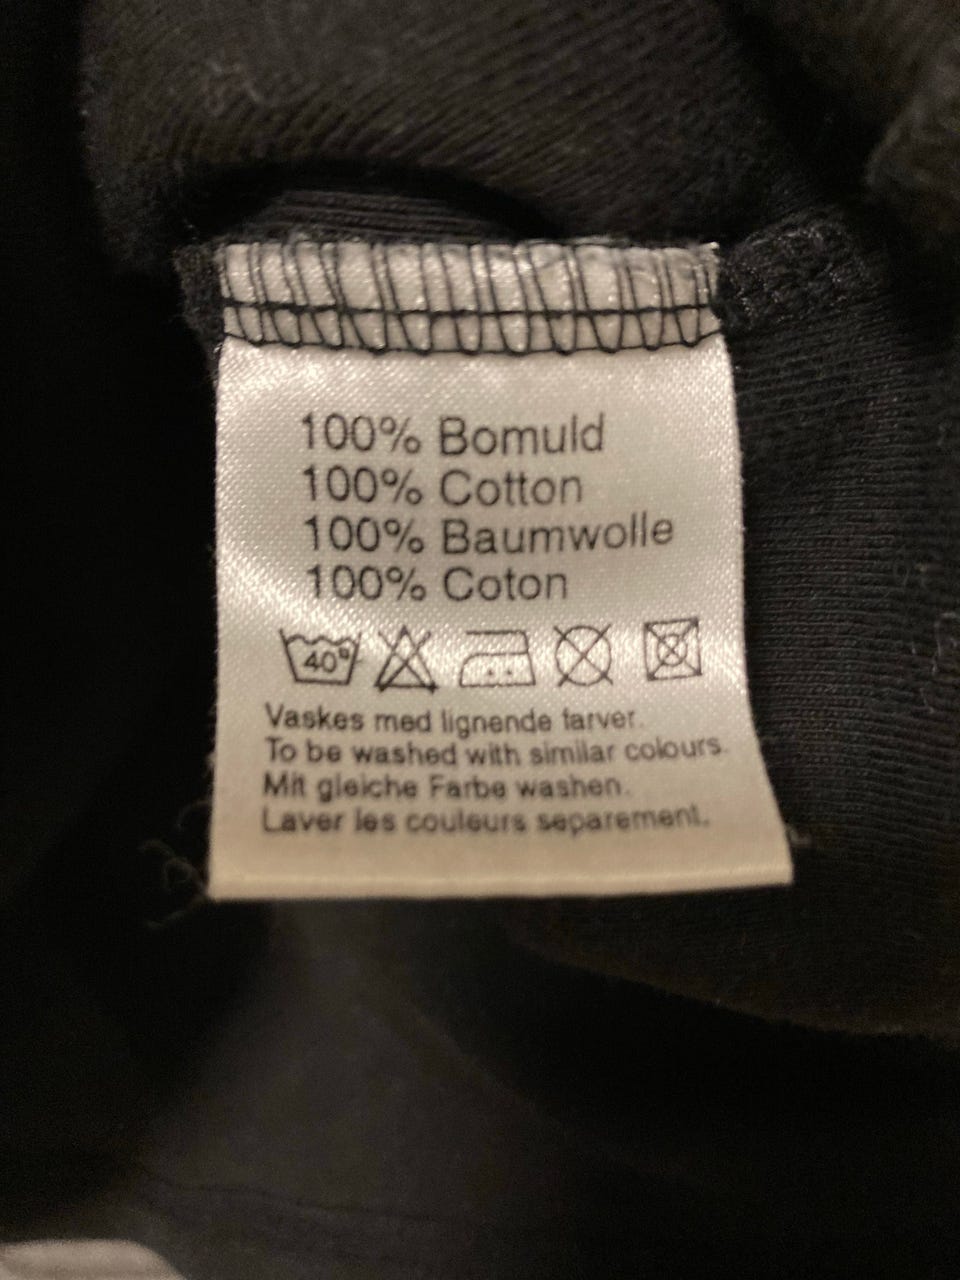 100% Bomuld
100% Cotton
100% Baumwolle
100% Coton
40°
Vaskes med lignende farver.
To be washed with similar colours.
Mit gleiche Farbe washen.
Laver les couleurs separement.